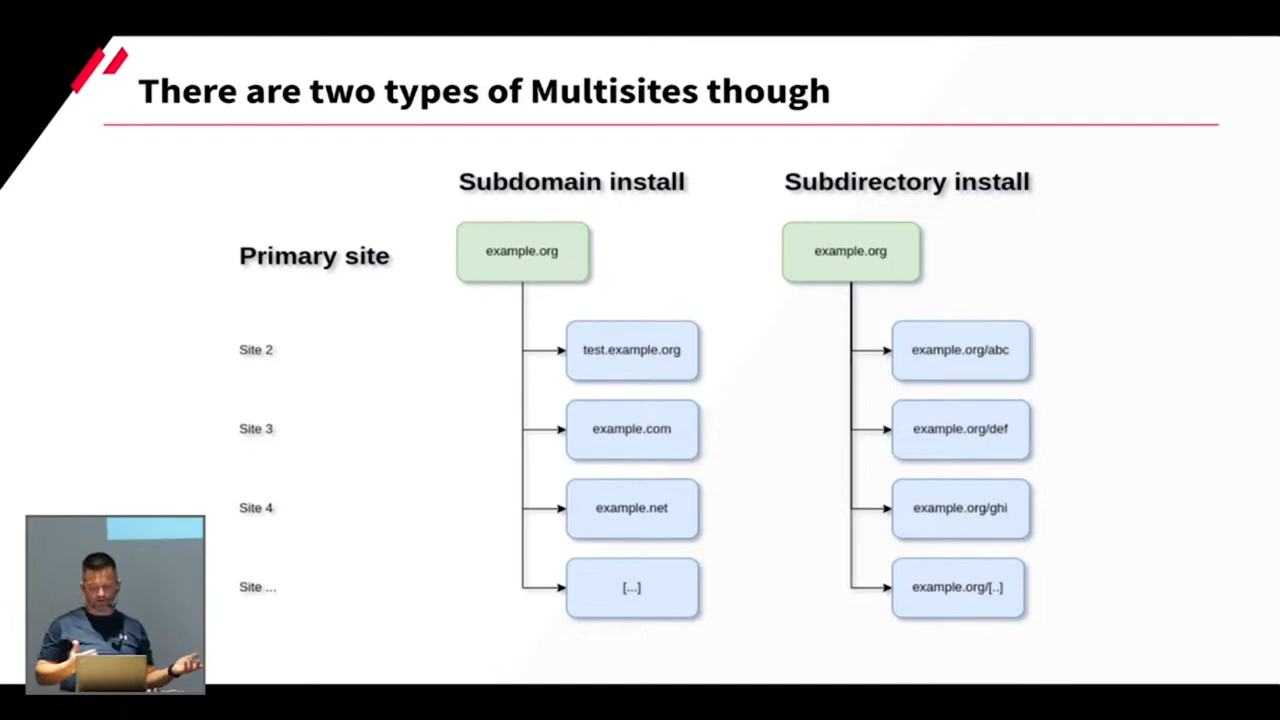 There are two types of Multisites though
Subdomain install
Subdirectory install
Primary site
example.org
example.org
Site 2
test.example.org
example.org/abc
Site 3
example.com
example.org/def
Site 4
example.net
example.org/ghi
Site ...
[...]
example.org/[..]